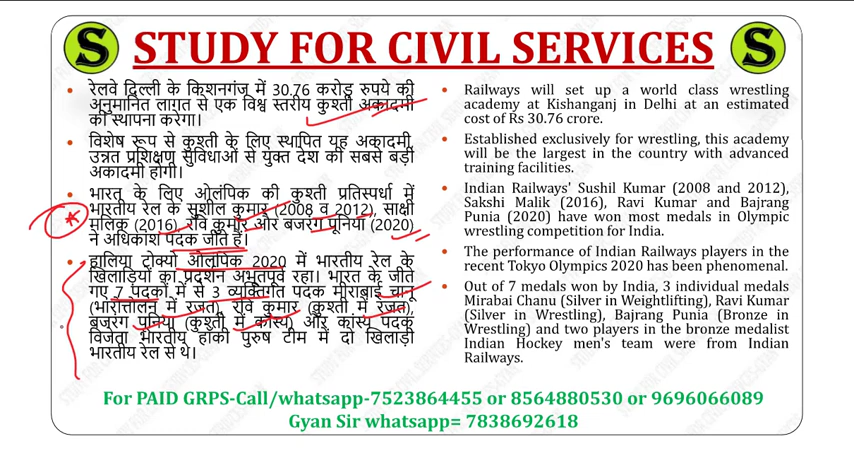 S STUDY FOR CIVIL SERVICES S
• रेलवे दिल्ली के किशनगंज में 30.76 करोड़ रुपये की
अनुमानित लागत से एक विश्व स्तरीय कुश्ती अकादमी
की स्थापना करेगा।
• विशेष रूप से कुश्ती के लिए स्थापित यह अकादमी,
उन्नत प्रशिक्षण सुविधाओं से युक्त देश की सबसे बड़ी
अकादमी होगी।
• भारत के लिए ओलंपिक की कुश्ती प्रतिस्पर्धा में
भारतीय रेल के सुशील कुमार (2008 व 2012), साक्षी
मलिक (2016), रवि कुमार और बजरंग पूनिया (2020)
ने अधिकांश पदक जीते हैं।
• हालिया टोक्यो ओलंपिक 2020 में भारतीय रेल के
खिलाड़ियों का प्रदर्शन अभूतपूर्व रहा। भारत के जीते
गए 7 पदकों में से 3 व्यक्तिगत पदक मीराबाई चानू
(भारोत्तोलन में रजत), रवि कुमार (कुश्ती में रजत),
बजरंग पूनिया (कुश्ती में कांस्य) और कांस्य पदक
विजेता भारतीय हॉकी पुरुष टीम में दो खिलाड़ी
भारतीय रेल से थे।
• Railways will set up a world class wrestling
academy at Kishanganj in Delhi at an estimated
cost of Rs 30.76 crore.
• Established exclusively for wrestling, this academy
will be the largest in the country with advanced
training facilities.
• Indian Railways' Sushil Kumar (2008 and 2012),
Sakshi Malik (2016), Ravi Kumar and Bajrang
Punia (2020) have won most medals in Olympic
wrestling competition for India.
• The performance of Indian Railways players in the
recent Tokyo Olympics 2020 has been phenomenal.
• Out of 7 medals won by India, 3 individual medals
Mirabai Chanu (Silver in Weightlifting), Ravi Kumar
(Silver in Wrestling), Bajrang Punia (Bronze in
Wrestling) and two players in the bronze medalist
Indian Hockey men's team were from Indian
Railways.
For PAID GRPS-Call/whatsapp-7523864455 or 8564880530 or 9696066089
Gyan Sir whatsapp= 7838692618